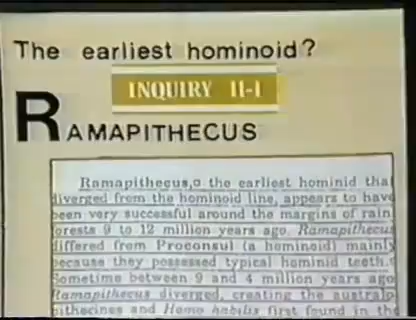 The earliest hominoid?
INQUIRY II-1
RAMAPITHECUS
Ramapithecus, the earliest hominid that
diverged from the hominoid line, appears to have
been very successful around the margins of rain
forests 9 to 12 million years ago. Ramapithecus
differed from Proconsul (a hominoid) mainly
because they possessed typical hominid teeth.
Sometime between 9 and 4 million years ago
Ramapithecus diverged, creating the australo-
pithecines and Homo habilis first found in the